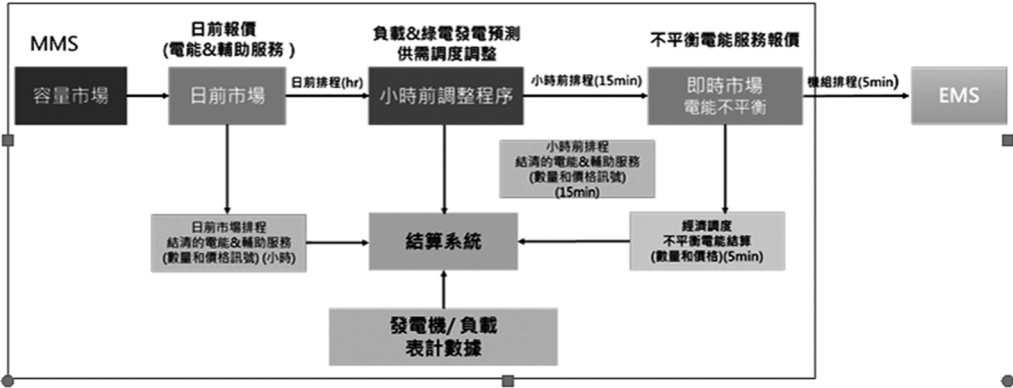 MMS
日前報價
(電能&輔助服務 )
負載&綠電發電預測
供需調度調整
不平衡電能服務報價
容量市場
日前市場
日前排程(hr)
小時前調整程序
小時前排程(15min)
即時市場
電能不平衡
機組排程(5min)
EMS
小時前排程
結清的電能&輔助服務
(數量和價格訊號)
(15min)
日前市場排程
結清的電能&輔助服務
(數量和價格訊號) (小時)
結算系統
經濟調度
不平衡電能結算
(數量和價格)(5min)
發電機/ 負載
表計數據